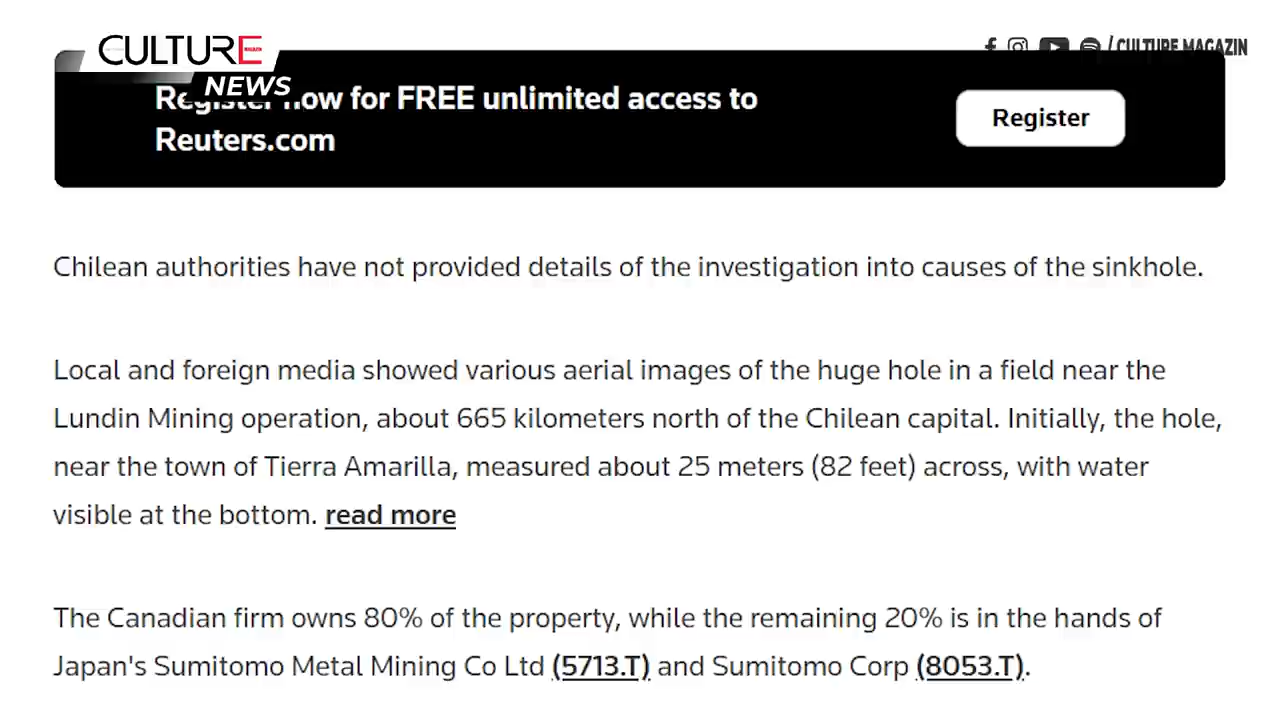 CULTURE
NEWS
/ CULTURE MAGAZIN
Register now for FREE unlimited access to
Reuters.com
Register
Chilean authorities have not provided details of the investigation into causes of the sinkhole.
Local and foreign media showed various aerial images of the huge hole in a field near the
Lundin Mining operation, about 665 kilometers north of the Chilean capital. Initially, the hole,
near the town of Tierra Amarilla, measured about 25 meters (82 feet) across, with water
visible at the bottom. read more
The Canadian firm owns 80% of the property, while the remaining 20% is in the hands of
Japan's Sumitomo Metal Mining Co Ltd (5713.T) and Sumitomo Corp (8053.T).